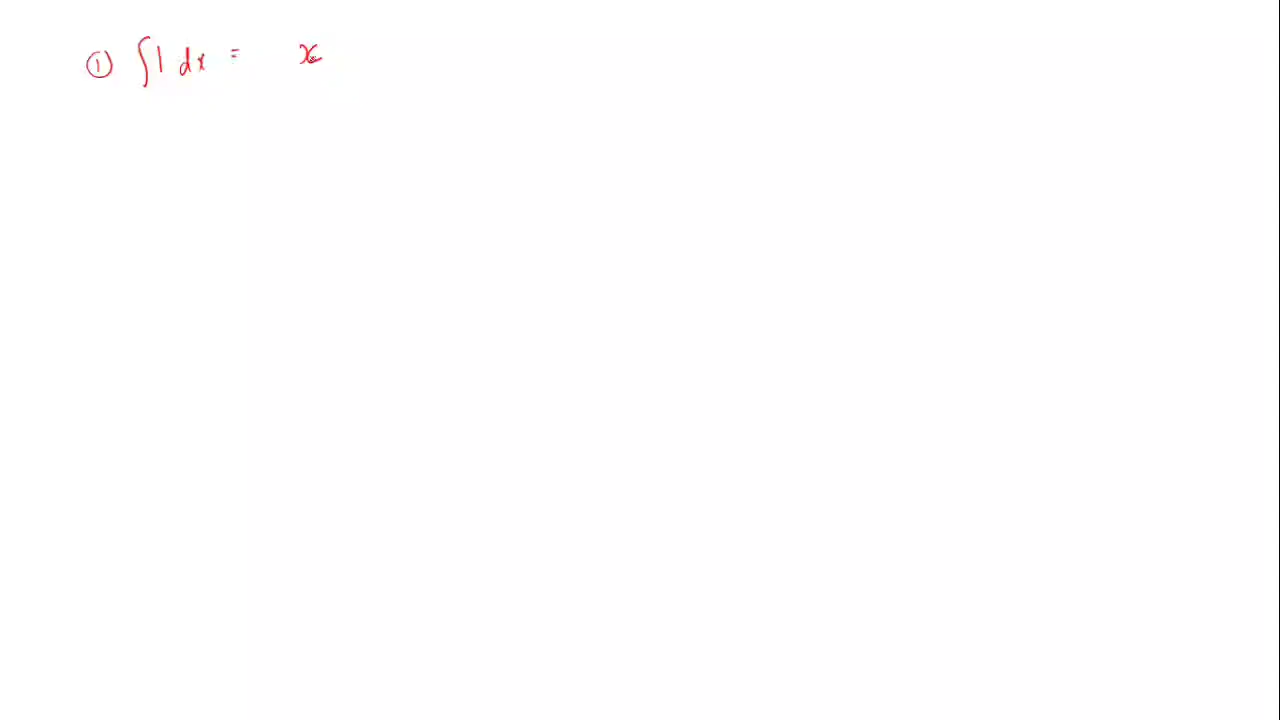 ① ∫1 dx = x